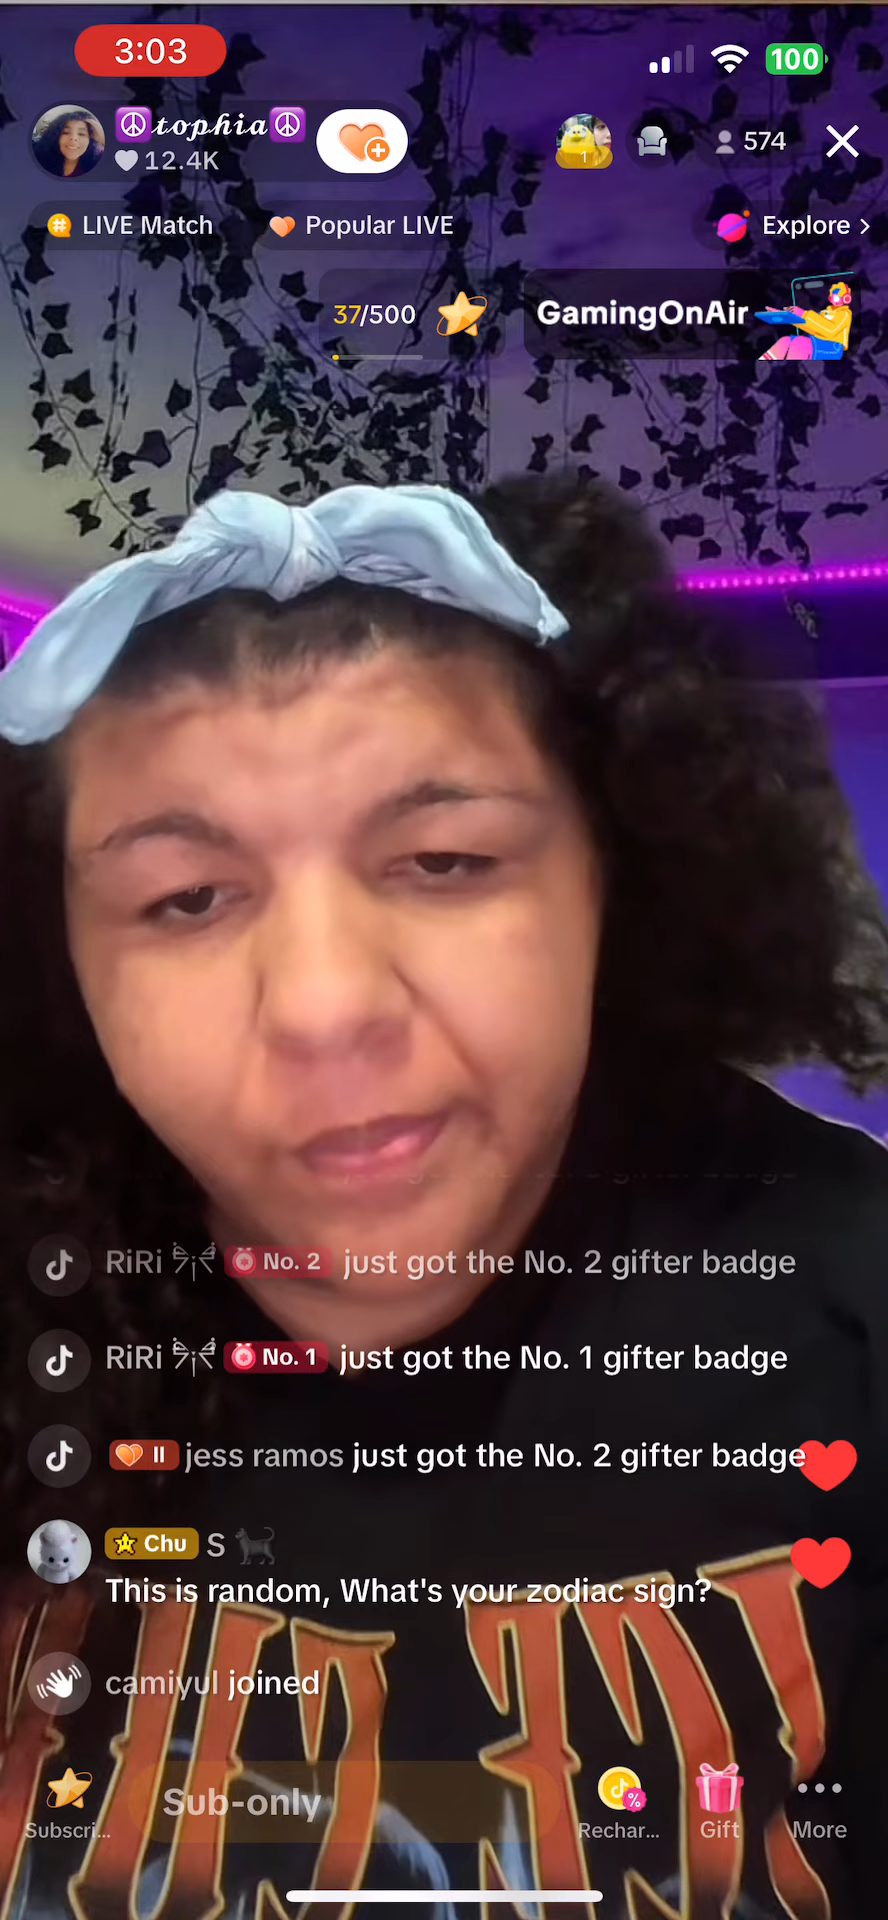 3:03
100
☮tophia☮
12.4K
1
574
LIVE Match
Popular LIVE
Explore >
37/500
GamingOnAir
RiRi No. 2 just got the No. 2 gifter badge
RiRi No. 1 just got the No. 1 gifter badge
II jess ramos just got the No. 2 gifter badge
Chu S 🐈‍⬛
This is random, What's your zodiac sign?
camiyul joined
Subscri...
Sub-only
Rechar...
Gift
More